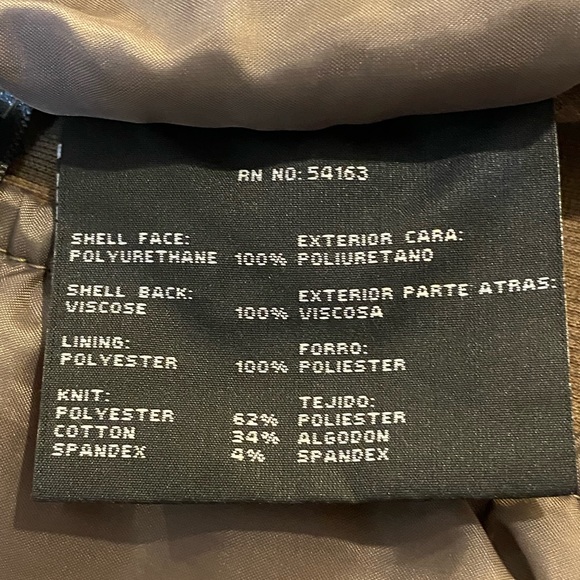 RN NO: 54163
SHELL FACE: EXTERIOR CARA:
POLYURETHANE 100% POLIURETANO
SHELL BACK: EXTERIOR PARTE ATRAS:
VISCOSE 100% VISCOSA
LINING: FORRO:
POLYESTER 100% POLIESTER
KNIT: TEJIDO:
POLYESTER 62% POLIESTER
COTTON 34% ALGODON
SPANDEX 4% SPANDEX